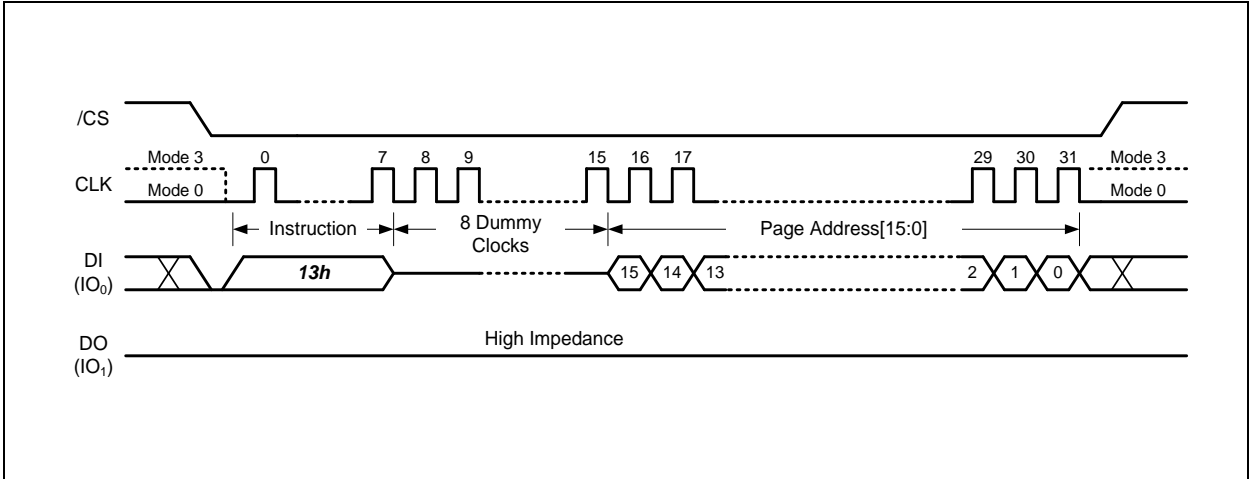 /CS
Mode 3 0 7 8 9 15 16 17 29 30 31 Mode 3
CLK
Mode 0 Mode 0
Instruction 8 Dummy Clocks Page Address[15:0]
DI (IO₀) 13h 15 14 13 2 1 0
DO (IO₁) High Impedance